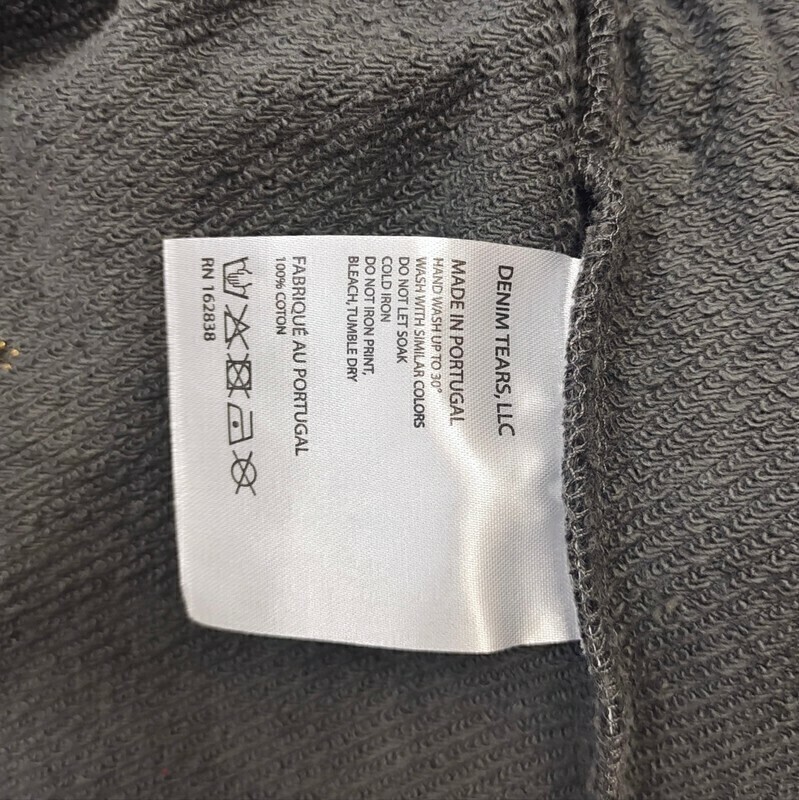 DENIM TEARS, LLC
MADE IN PORTUGAL
HAND WASH UP TO 30°
WASH WITH SIMILAR COLORS
DO NOT LET SOAK
COLD IRON
DO NOT IRON PRINT,
BLEACH, TUMBLE DRY
FABRIQUÉ AU PORTUGAL
100% COTON
RN 162838